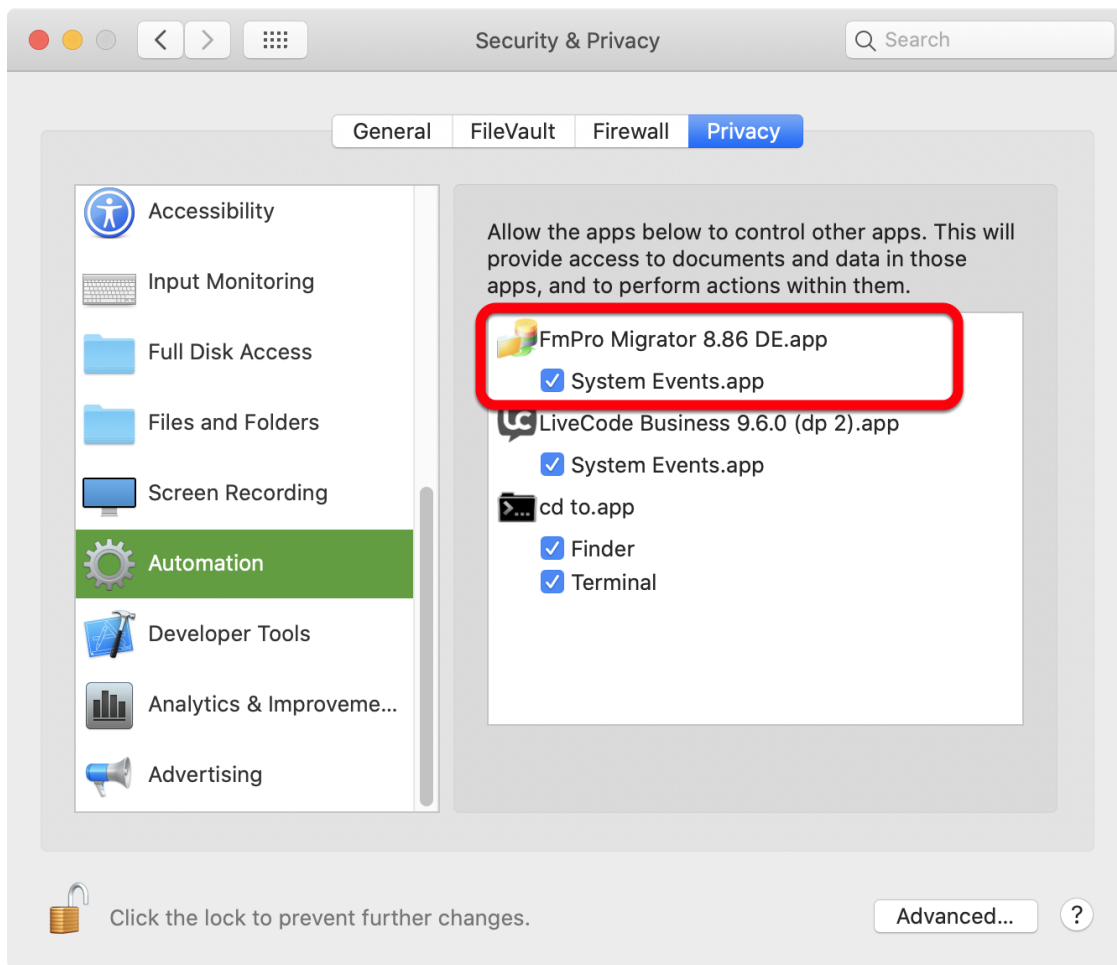 Security & Privacy
Search
General
FileVault
Firewall
Privacy
Accessibility
Input Monitoring
Full Disk Access
Files and Folders
Screen Recording
Automation
Developer Tools
Analytics & Improveme...
Advertising
Allow the apps below to control other apps. This will
provide access to documents and data in those
apps, and to perform actions within them.
FmPro Migrator 8.86 DE.app
System Events.app
LiveCode Business 9.6.0 (dp 2).app
System Events.app
cd to.app
Finder
Terminal
Click the lock to prevent further changes.
Advanced...
?